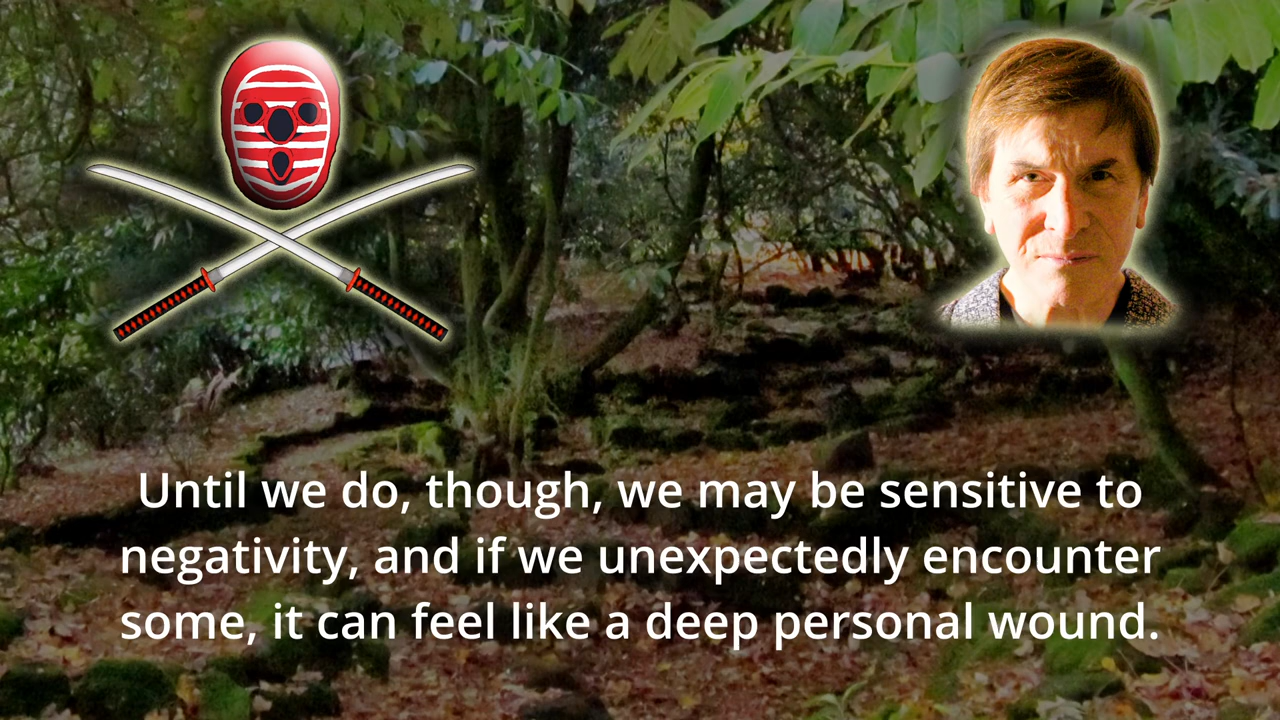 Until we do, though, we may be sensitive to
negativity, and if we unexpectedly encounter
some, it can feel like a deep personal wound.